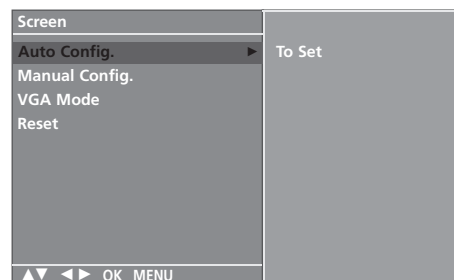 Screen
Auto Config. ▶ To Set
Manual Config.
VGA Mode
Reset
▲▼ ◀▶ OK MENU